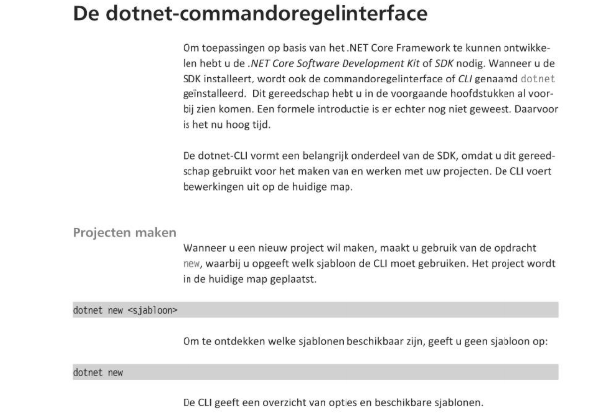 De dotnet-commandoregelinterface
Om toepassingen op basis van het .NET Core Framework te kunnen ontwikke-
len hebt u de .NET Core Software Development Kit of SDK nodig. Wanneer u de
SDK installeert, wordt ook de commandoregelinterface of CLI genaamd dotnet
geïnstalleerd. Dit gereedschap hebt u in de voorgaande hoofdstukken al voor-
bij zien komen. Een formele introductie is er echter nog niet geweest. Daarvoor
is het nu hoog tijd.
De dotnet-CLI vormt een belangrijk onderdeel van de SDK, omdat u dit gereed-
schap gebruikt voor het maken van en werken met uw projecten. De CLI voert
bewerkingen uit op de huidige map.
Projecten maken
Wanneer u een nieuw project wil maken, maakt u gebruik van de opdracht
new, waarbij u opgeeft welk sjabloon de CLI moet gebruiken. Het project wordt
in de huidige map geplaatst.
dotnet new <sjabloon>
Om te ontdekken welke sjablonen beschikbaar zijn, geeft u geen sjabloon op:
dotnet new
De CLI geeft een overzicht van opties en beschikbare sjablonen.